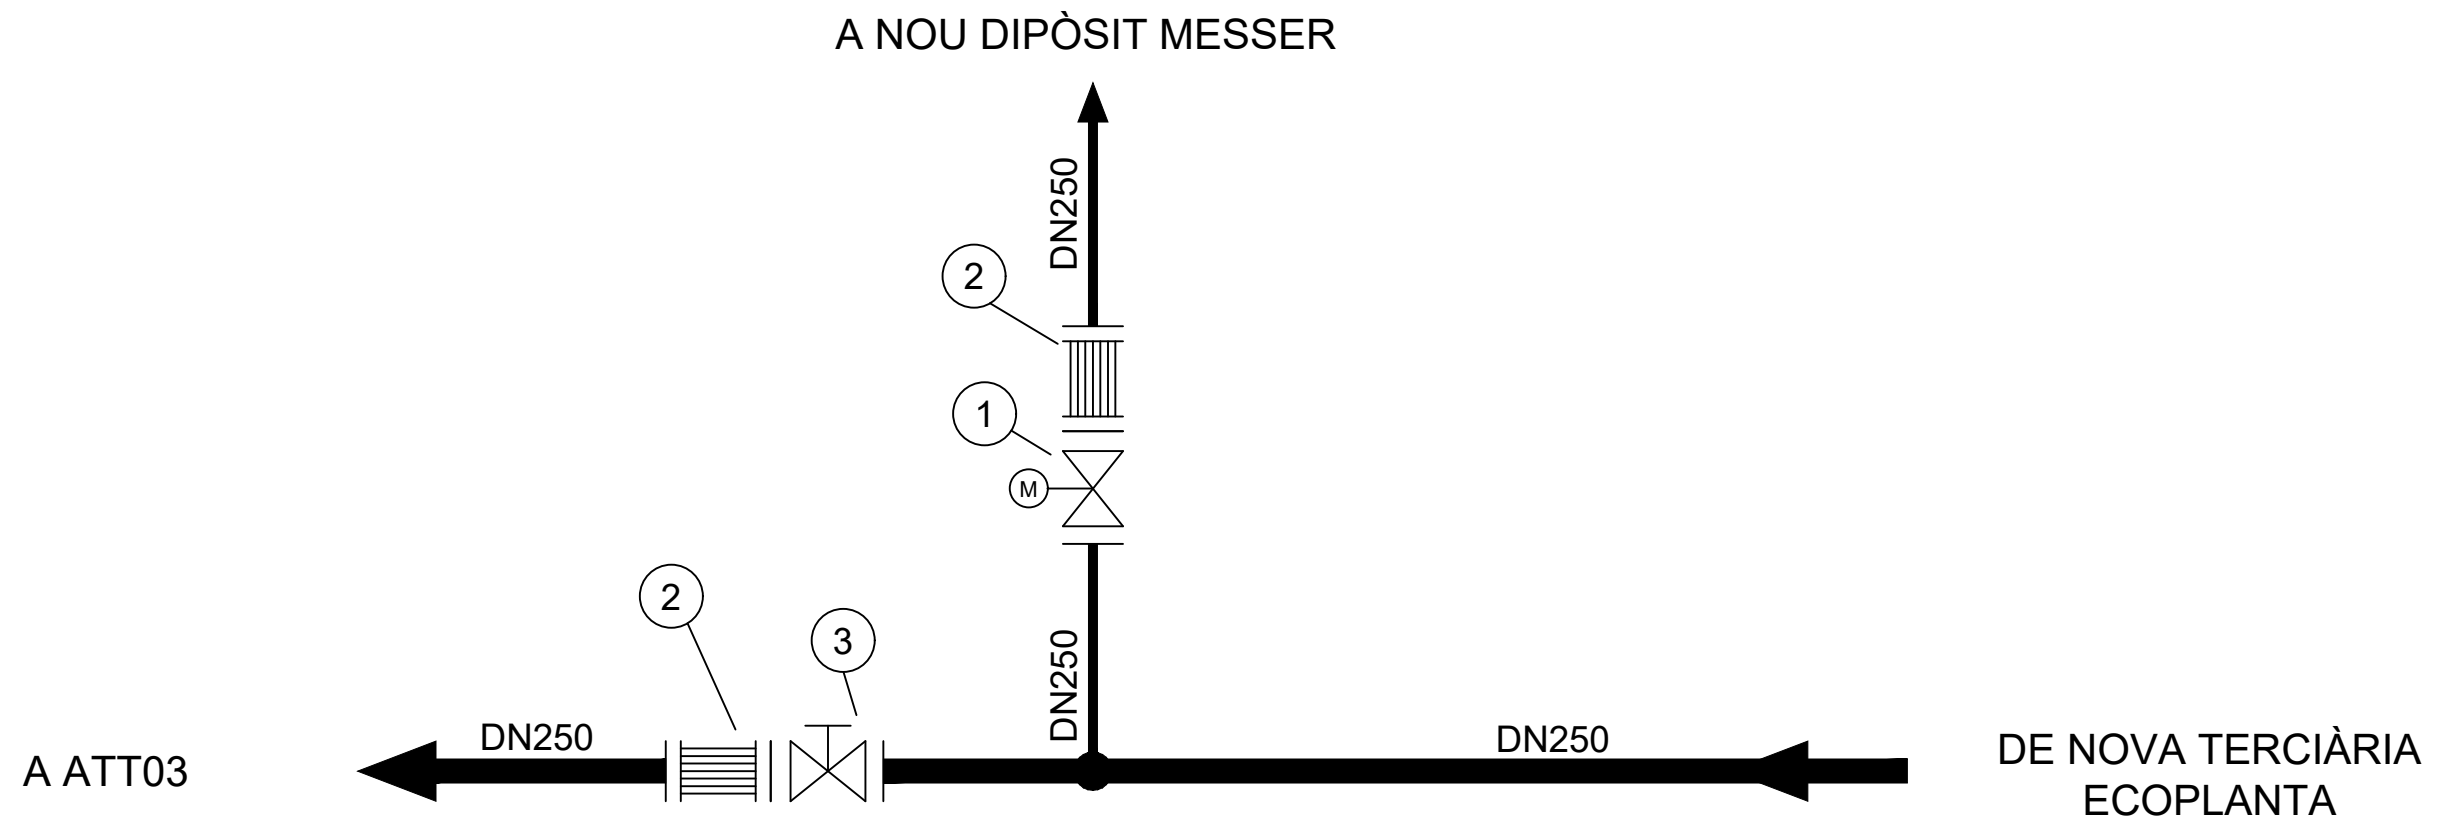 A NOU DIPÒSIT MESSER
DN250
2
1
M
2
3
DN250
DN250
DN250
A ATT03
DE NOVA TERCIÀRIA
ECOPLANTA